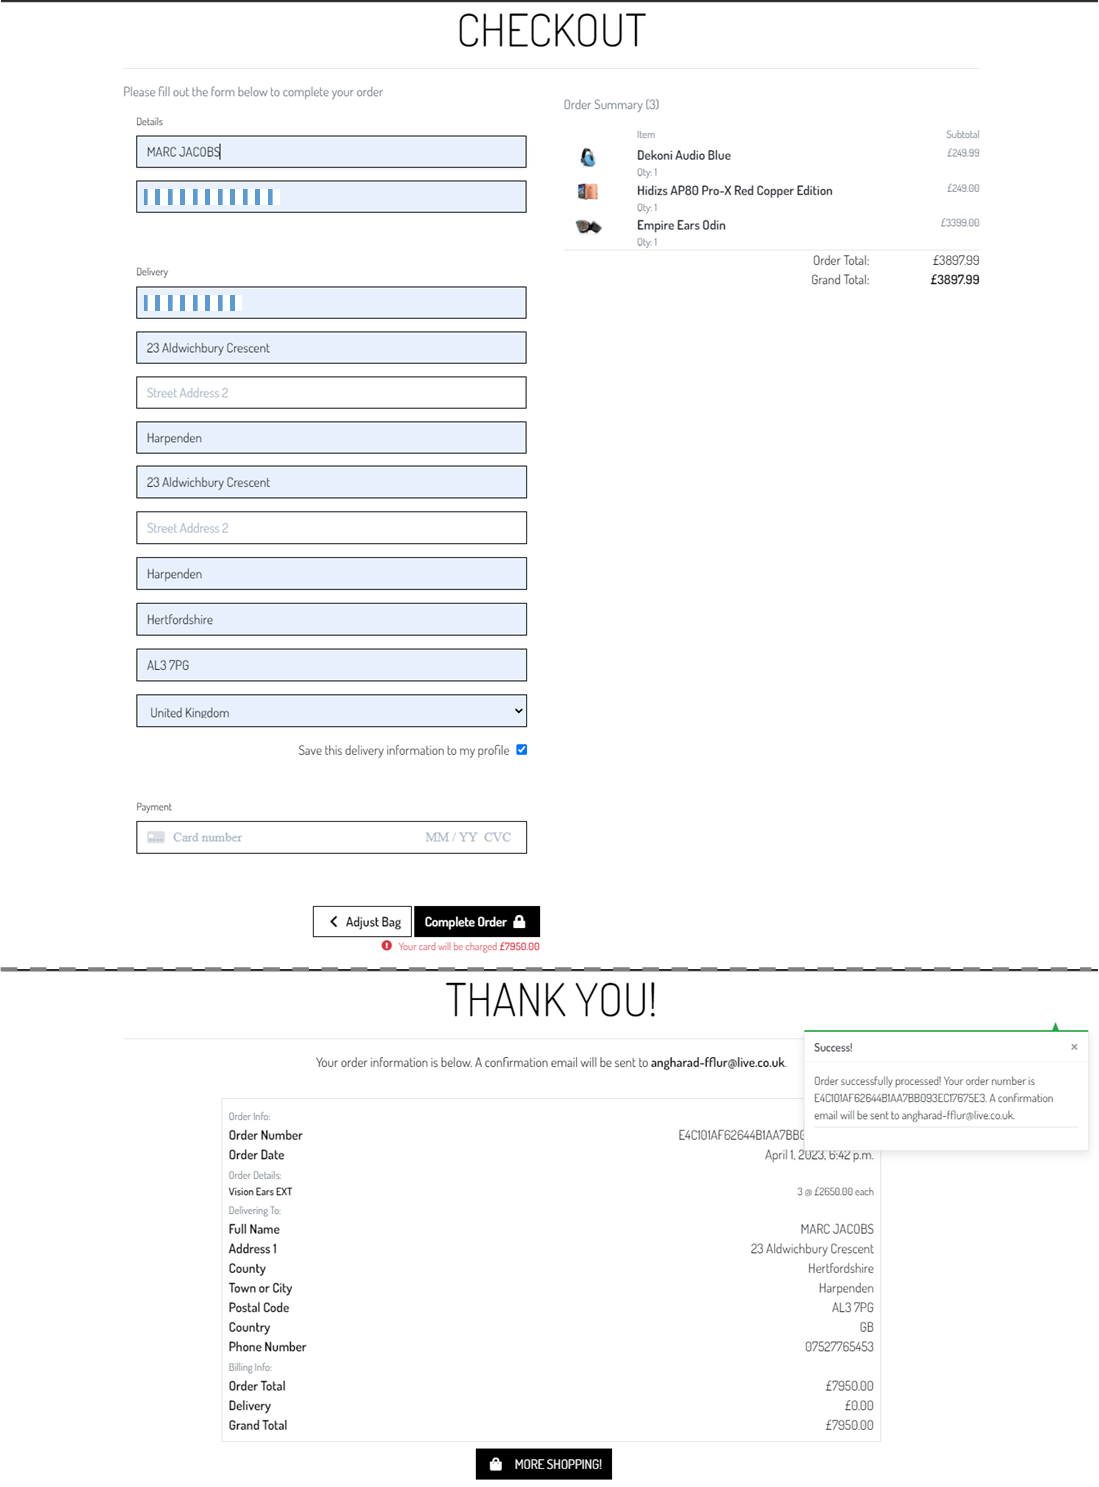 CHECKOUT
Please fill out the form below to complete your order
Details
MARC JACOBS
Delivery
23 Aldwichbury Crescent
Street Address 2
Harpenden
23 Aldwichbury Crescent
Street Address 2
Harpenden
Hertfordshire
AL3 7PG
United Kingdom
Save this delivery information to my profile
Payment
Card number MM / YY CVC
Adjust Bag Complete Order
Your card will be charged £7950.00
Order Summary (3)
Item Subtotal
Dekoni Audio Blue £249.99
Qty: 1
Hidizs AP80 Pro-X Red Copper Edition £249.00
Qty: 1
Empire Ears Odin £3399.00
Qty: 1
Order Total: £3897.99
Grand Total: £3897.99
THANK YOU!
Your order information is below. A confirmation email will be sent to angharad-fflur@live.co.uk.
Success! ×
Order successfully processed! Your order number is
E4C101AF62644B1AA7BB093EC17675E3. A confirmation
email will be sent to angharad-fflur@live.co.uk.
Order Info:
Order Number E4C101AF62644B1AA7BB0
Order Date April 1, 2023, 6:42 p.m.
Order Details:
Vision Ears EXT 3 @ £2650.00 each
Delivering To:
Full Name MARC JACOBS
Address 1 23 Aldwichbury Crescent
County Hertfordshire
Town or City Harpenden
Postal Code AL3 7PG
Country GB
Phone Number 07527765453
Billing Info:
Order Total £7950.00
Delivery £0.00
Grand Total £7950.00
MORE SHOPPING!